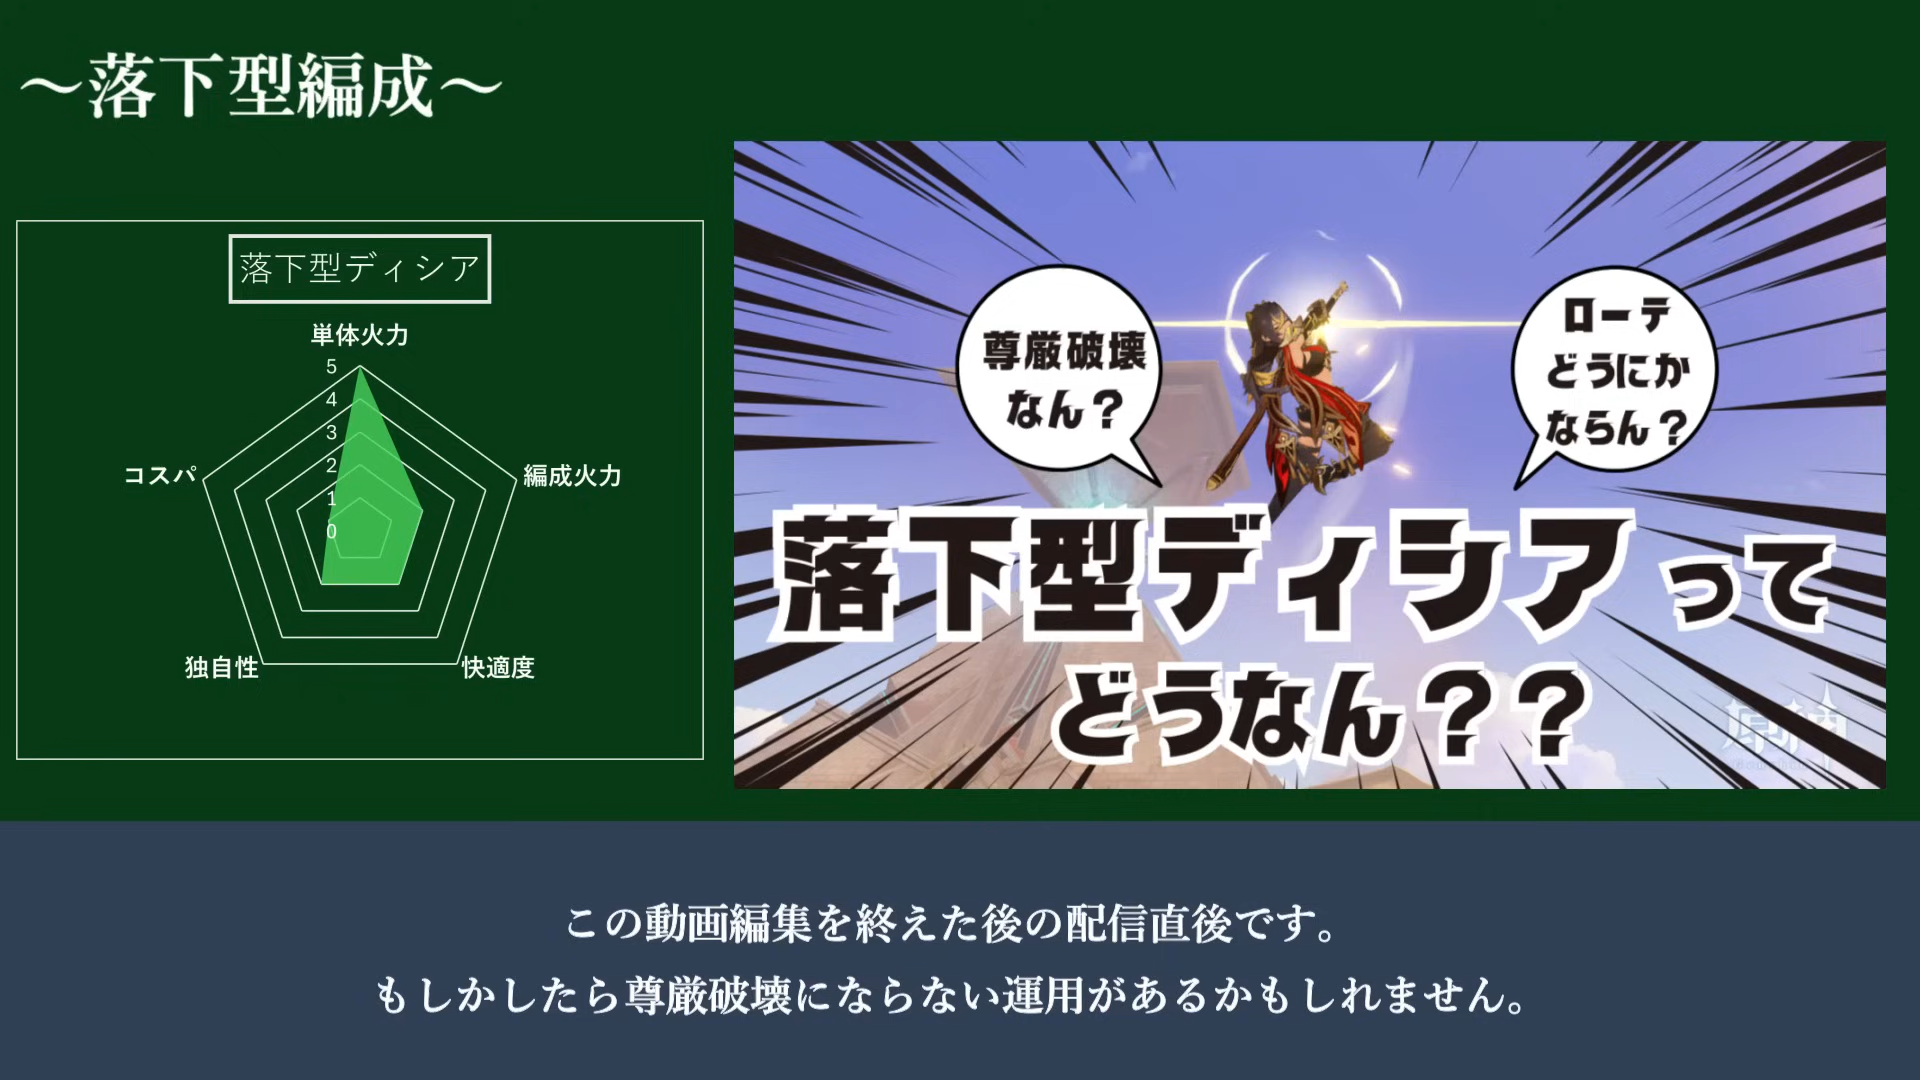 ～落下型編成～
落下型ディシア
単体火力
5
4
3
2
1
0
コスパ
編成火力
独自性
快適度
尊厳破壊
なん？
ローテ
どうにか
ならん？
落下型ディシアって
どうなん？？
原神
この動画編集を終えた後の配信直後です。
もしかしたら尊厳破壊にならない運用があるかもしれません。